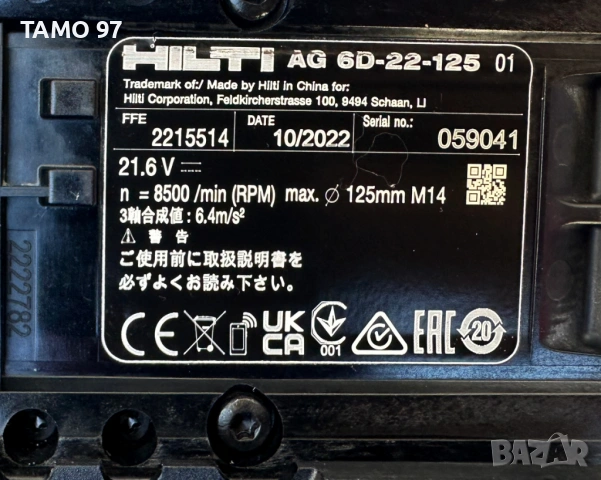 TAMO 97
HILTI AG 6D-22-125 01
Trademark of:/ Made by Hilti in China for:
Hilti Corporation, Feldkircherstrasse 100, 9494 Schaan, LI
FFE DATE Serial no.:
2215514 10/2022 059041
21.6 V
n = 8500 /min (RPM) max. ⌀ 125mm M14
3軸合成値: 6.4m/s²
⚠ 警 告
ご使用前に取扱説明書を
必ずよくお読み下さい。
CE UK CA 001 EAC 20
2222782
BAZAR.BG